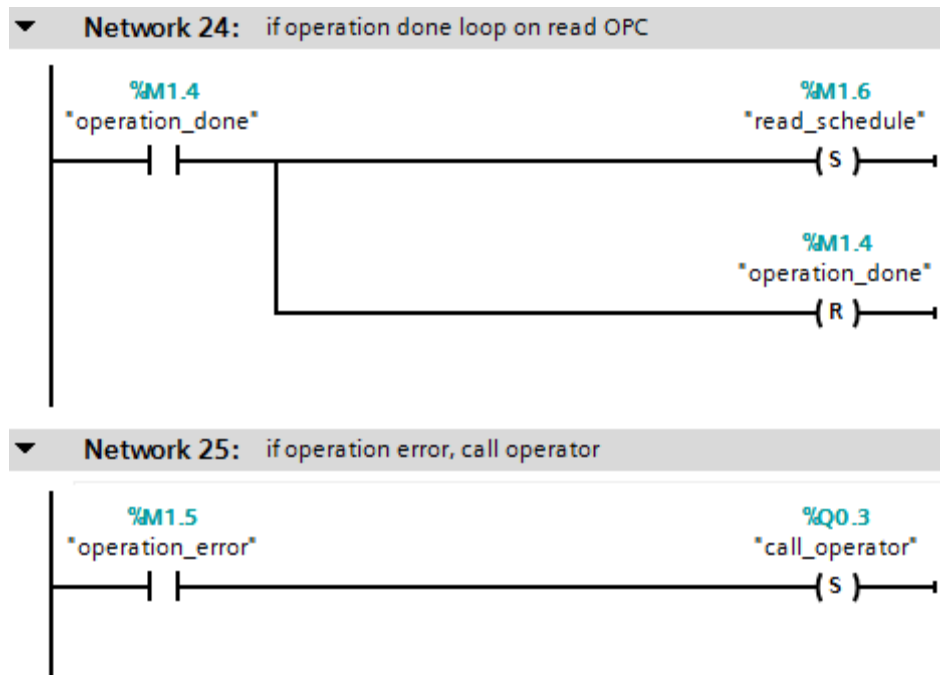 Network 24: if operation done loop on read OPC
%M1.4
"operation_done"
%M1.6
"read_schedule"
S
%M1.4
"operation_done"
R
Network 25: if operation error, call operator
%M1.5
"operation_error"
%Q0.3
"call_operator"
S